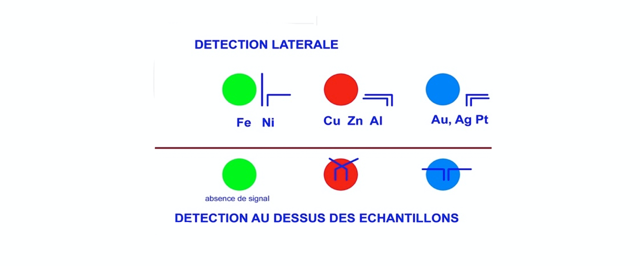 DETECTION LATERALE
Fe Ni
Cu Zn Al
Au, Ag Pt
absence de signal
DETECTION AU DESSUS DES ECHANTILLONS